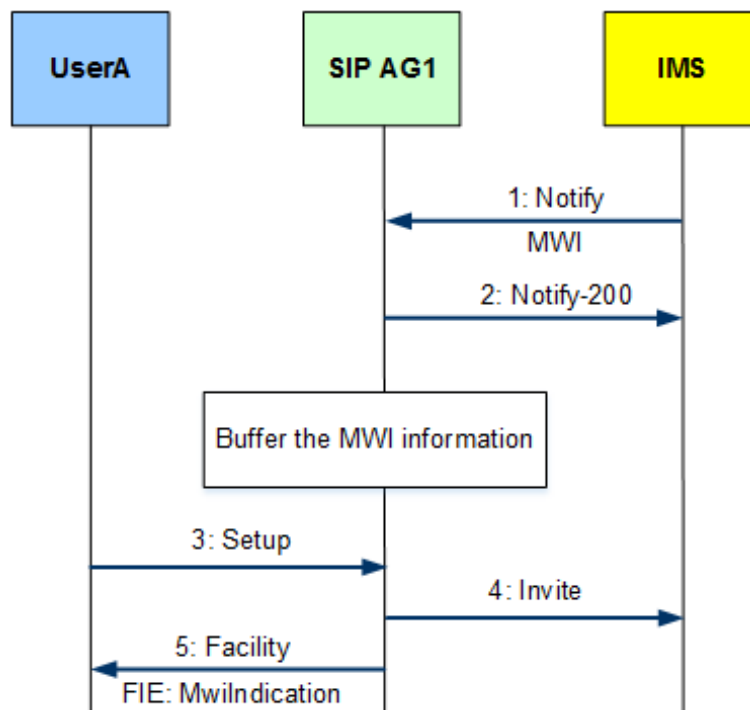 UserA
SIP AG1
IMS
1: Notify
MWI
2: Notify-200
Buffer the MWI information
3: Setup
4: Invite
5: Facility
FIE: MwiIndication